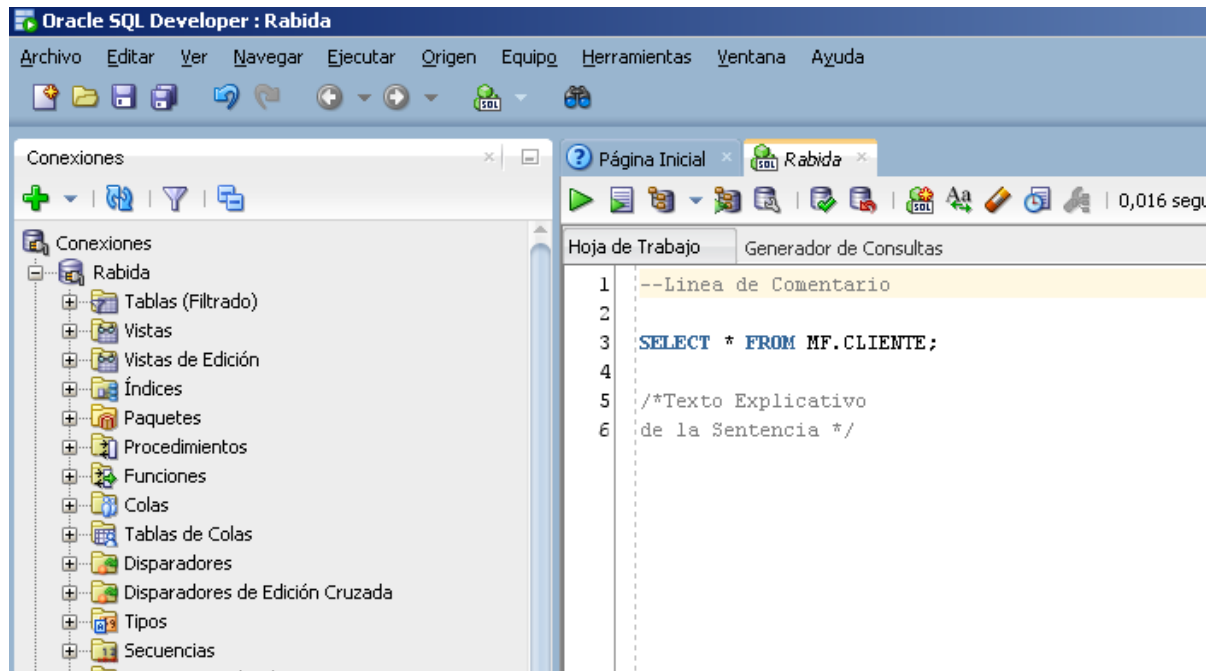 Oracle SQL Developer : Rabida
Archivo Editar Ver Navegar Ejecutar Origen Equipo Herramientas Ventana Ayuda
SQL
Conexiones
Conexiones
Rabida
Tablas (Filtrado)
Vistas
Vistas de Edición
Índices
Paquetes
Procedimientos
Funciones
Colas
Tablas de Colas
Disparadores
Disparadores de Edición Cruzada
Tipos
Secuencias
Página Inicial Rabida
0,016 segu
Hoja de Trabajo Generador de Consultas
1 --Linea de Comentario
2
3 SELECT * FROM MF.CLIENTE;
4
5 /*Texto Explicativo
6 de la Sentencia */